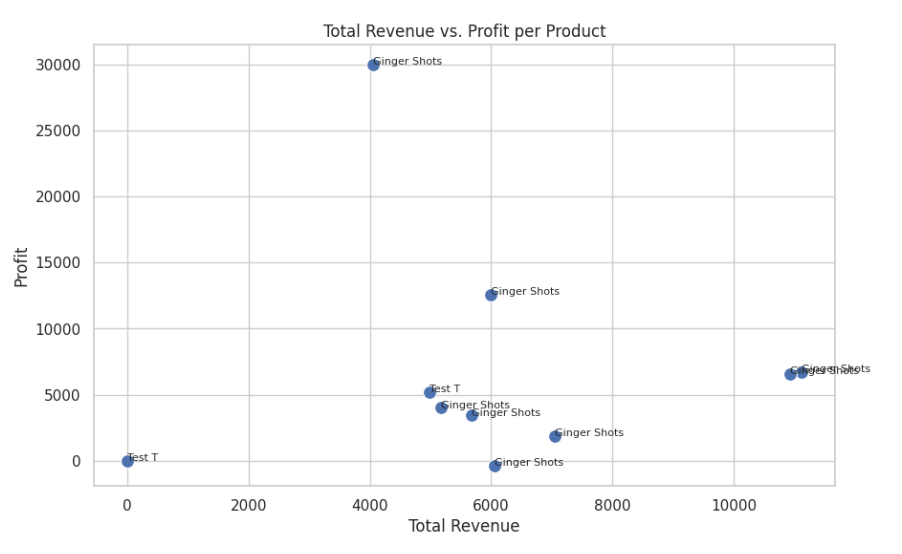 Total Revenue vs. Profit per Product
30000
Ginger Shots
25000
20000
15000
Ginger Shots
10000
Ginger Shots
Ginger Shots
5000
Test T
Ginger Shots
Ginger Shots
Ginger Shots
0
Test T
Ginger Shots
Profit
0 2000 4000 6000 8000 10000
Total Revenue